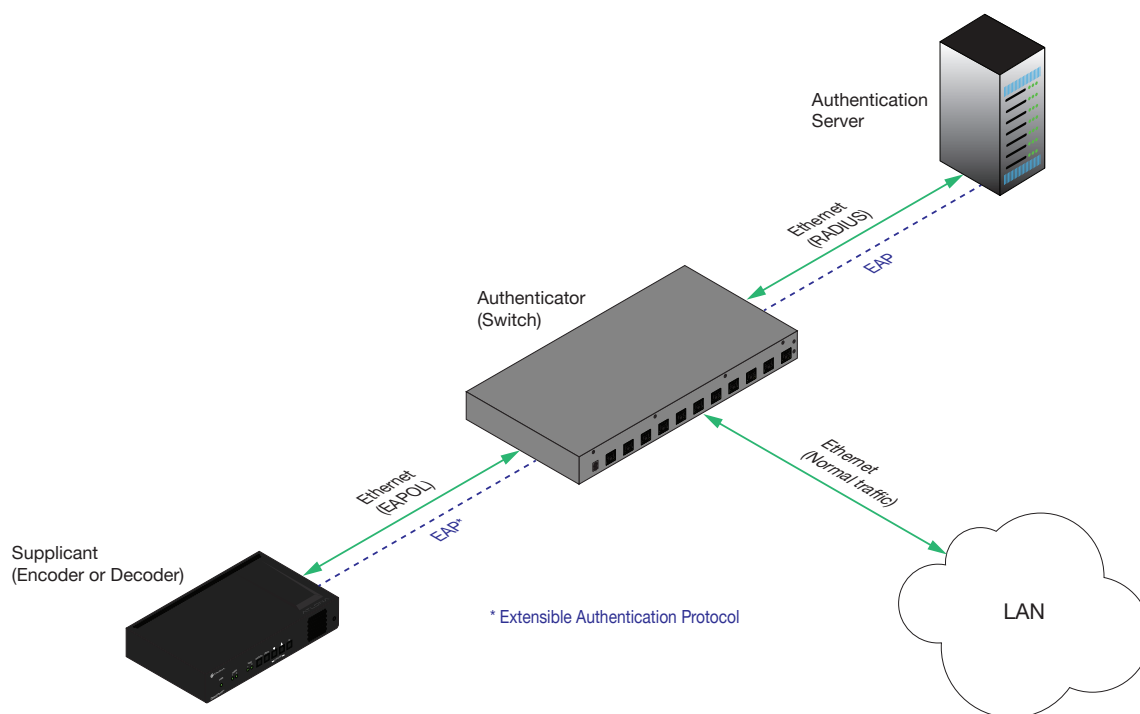 Authentication
Server
Ethernet
(RADIUS)
EAP
Authenticator
(Switch)
Ethernet
(Normal traffic)
Ethernet
(EAPOL)
EAP*
Supplicant
(Encoder or Decoder)
* Extensible Authentication Protocol
LAN